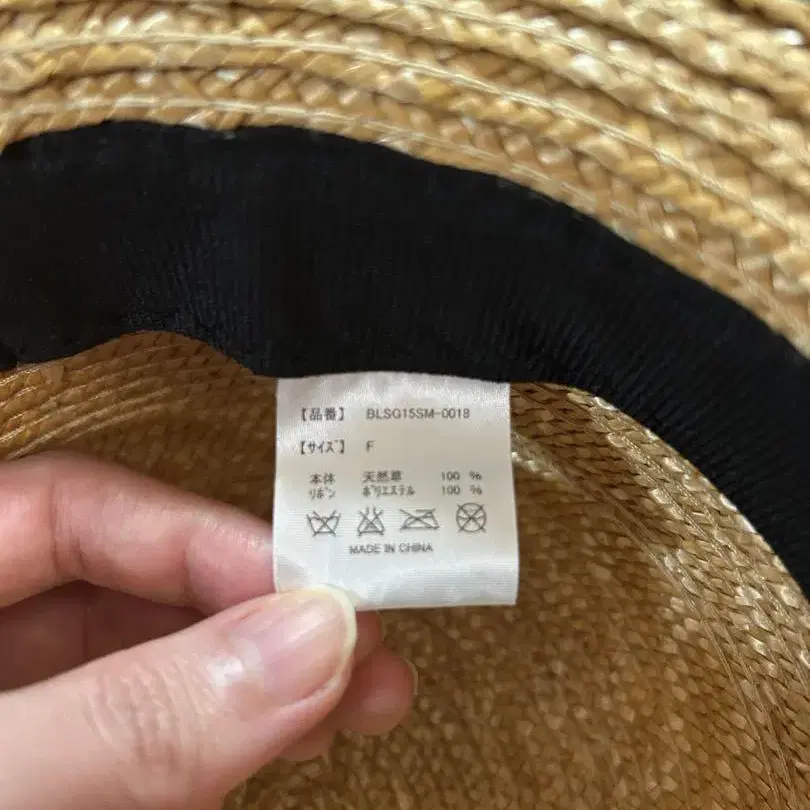 【品番】 BLSG15SM-0018
【サイズ】 F
本体 天然草 100 %
リボン ポリエステル 100 %
MADE IN CHINA